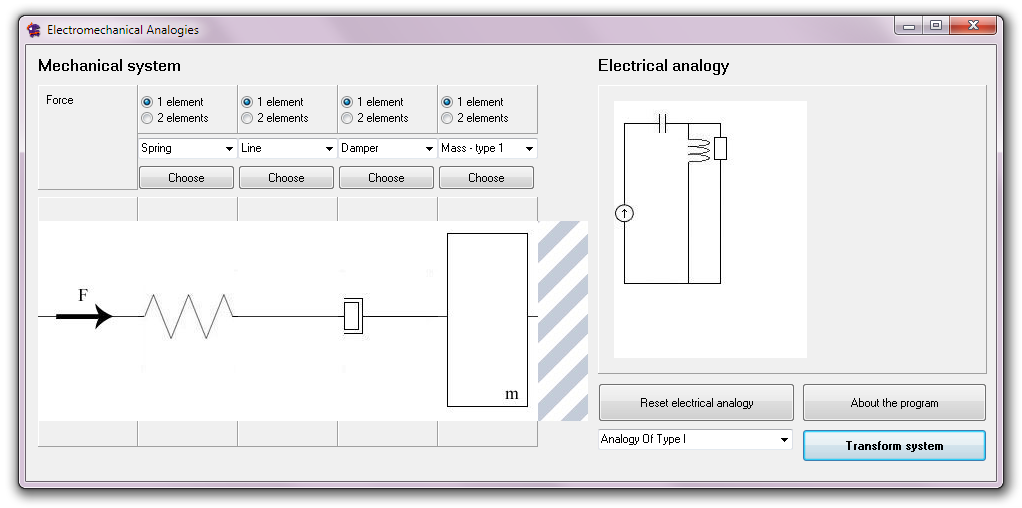 Electromechanical Analogies
Mechanical system
Force
1 element
2 elements
1 element
2 elements
1 element
2 elements
1 element
2 elements
Spring
Line
Damper
Mass - type 1
Choose
Choose
Choose
Choose
F
m
Electrical analogy
Reset electrical analogy
About the program
Analogy Of Type I
Transform system